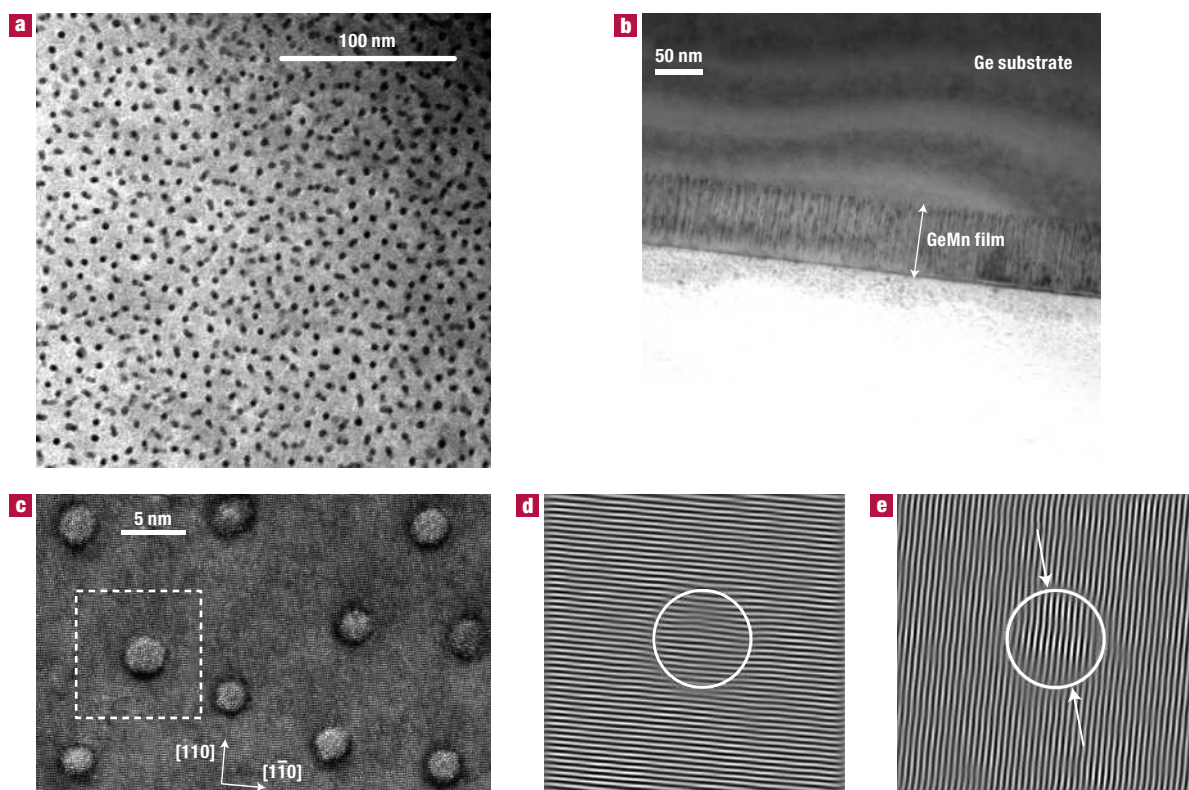 a
100 nm
b
50 nm
Ge substrate
GeMn film
c
5 nm
[110]
[11̄0]
d
e